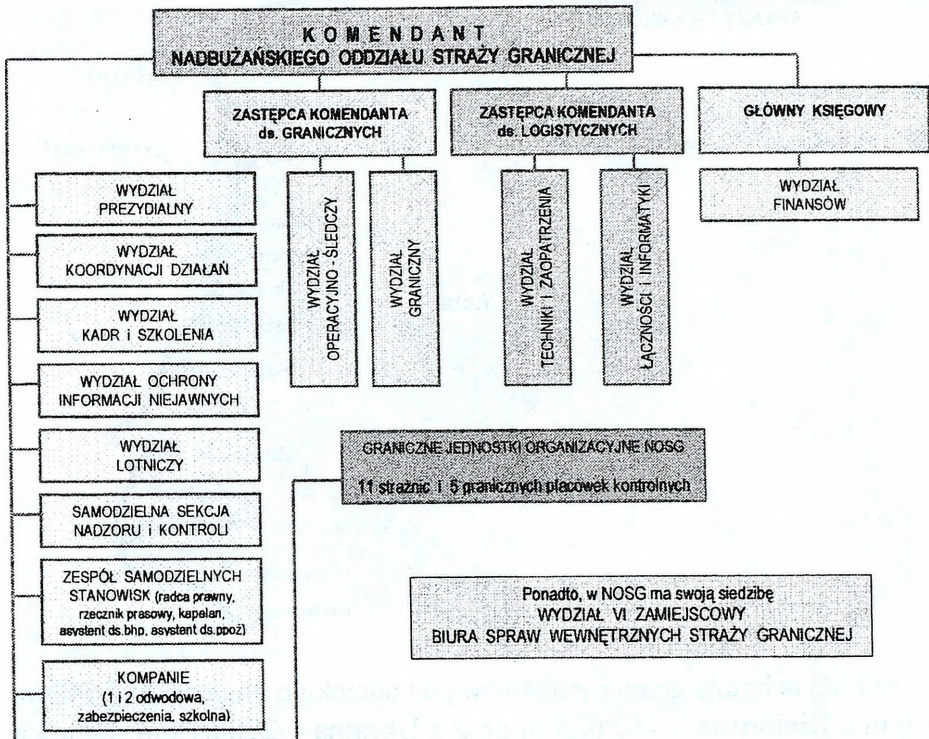 KOMENDANT
NADBUŻAŃSKIEGO ODDZIAŁU STRAŻY GRANICZNEJ
ZASTĘPCA KOMENDANTA
ds. GRANICZNYCH
ZASTĘPCA KOMENDANTA
ds. LOGISTYCZNYCH
GŁÓWNY KSIĘGOWY
WYDZIAŁ
OPERACYJNO - ŚLEDCZY
WYDZIAŁ
GRANICZNY
WYDZIAŁ
TECHNIKI I ZAOPATRZENIA
WYDZIAŁ
ŁĄCZNOŚCI I INFORMATYKI
WYDZIAŁ
FINANSÓW
WYDZIAŁ
PREZYDIALNY
WYDZIAŁ
KOORDYNACJI DZIAŁAŃ
WYDZIAŁ
KADR I SZKOLENIA
WYDZIAŁ OCHRONY
INFORMACJI NIEJAWNYCH
WYDZIAŁ
LOTNICZY
SAMODZIELNA SEKCJA
NADZORU I KONTROLI
ZESPÓŁ SAMODZIELNYCH
STANOWISK (radca prawny,
rzecznik prasowy, kapelan,
asystent ds.bhp, asystent ds.ppoż)
KOMPANIE
(1 i 2 odwodowa,
zabezpieczenia, szkolna)
GRANICZNE JEDNOSTKI ORGANIZACYJNE NOSG
11 strażnic i 5 granicznych placówek kontrolnych
Ponadto, w NOSG ma swoją siedzibę
WYDZIAŁ VI ZAMIEJSCOWY
BIURA SPRAW WEWNĘTRZNYCH STRAŻY GRANICZNEJ